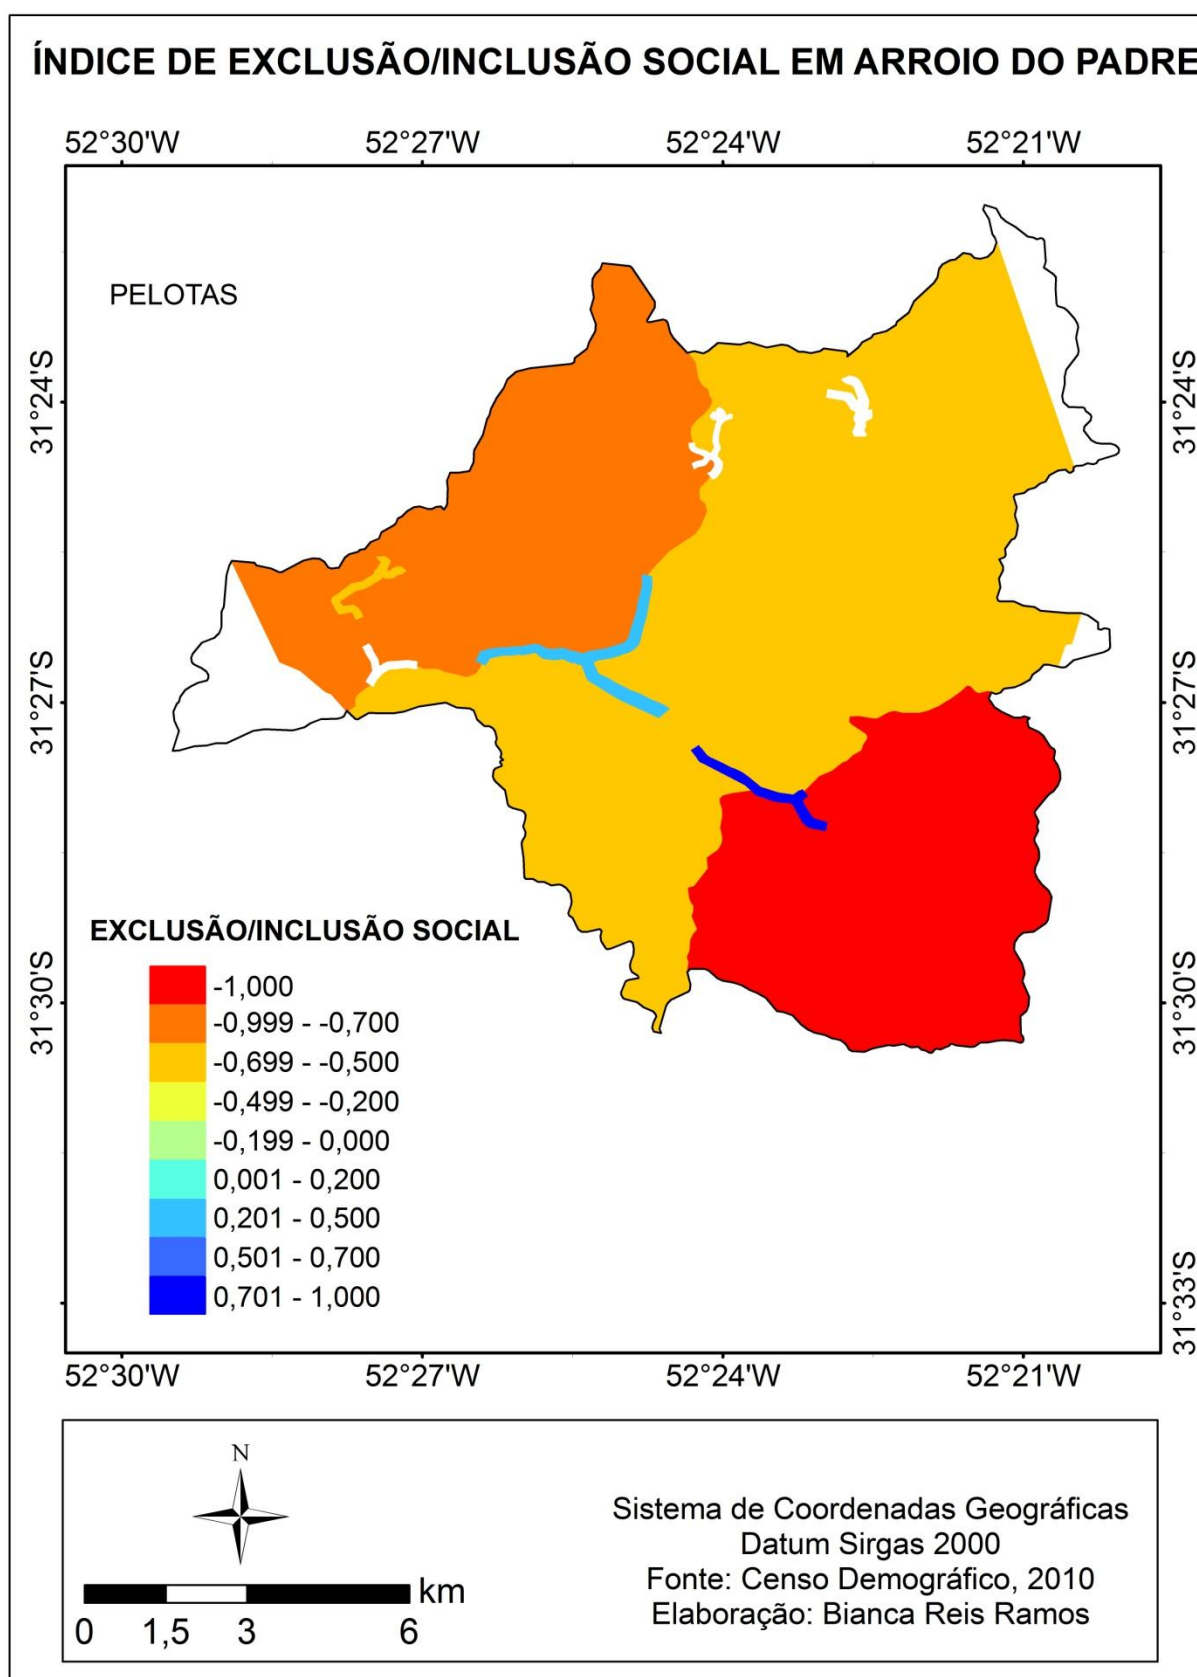 ÍNDICE DE EXCLUSÃO/INCLUSÃO SOCIAL EM ARROIO DO PADRE
52°30'W 52°27'W 52°24'W 52°21'W
PELOTAS
31°24'S 31°24'S
31°27'S 31°27'S
EXCLUSÃO/INCLUSÃO SOCIAL
-1,000
31°30'S 31°30'S
-0,999 - -0,700
-0,699 - -0,500
-0,499 - -0,200
-0,199 - 0,000
0,001 - 0,200
0,201 - 0,500
0,501 - 0,700
0,701 - 1,000
31°33'S
52°30'W 52°27'W 52°24'W 52°21'W
N
km
0 1,5 3 6
Sistema de Coordenadas Geográficas
Datum Sirgas 2000
Fonte: Censo Demográfico, 2010
Elaboração: Bianca Reis Ramos